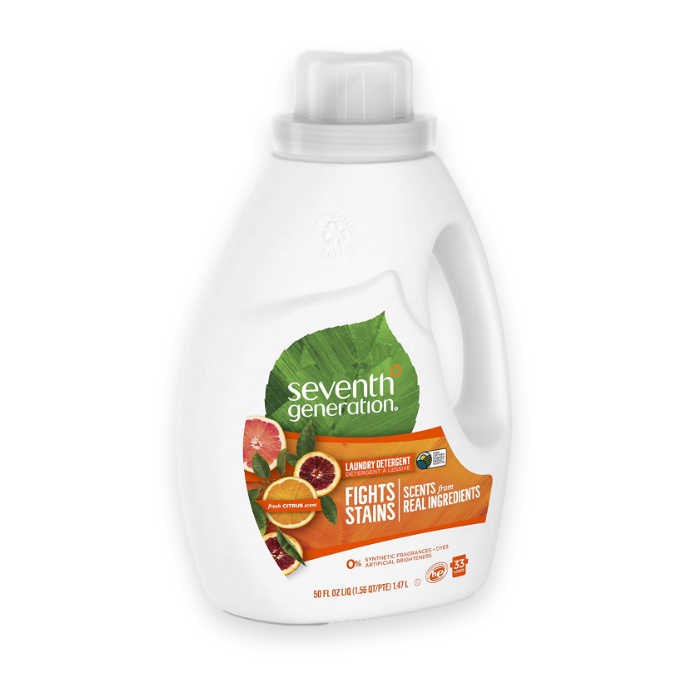 seventh
generation®
LAUNDRY DETERGENT
DÉTERGENT À LESSIVE
FIGHTS
STAINS
SCENTS from
REAL INGREDIENTS
fresh CITRUS scent
0% SYNTHETIC FRAGRANCES • DYES
ARTIFICIAL BRIGHTENERS
he
33
50 FL OZ LIQ (1.56 QT/PTE) 1.47 L